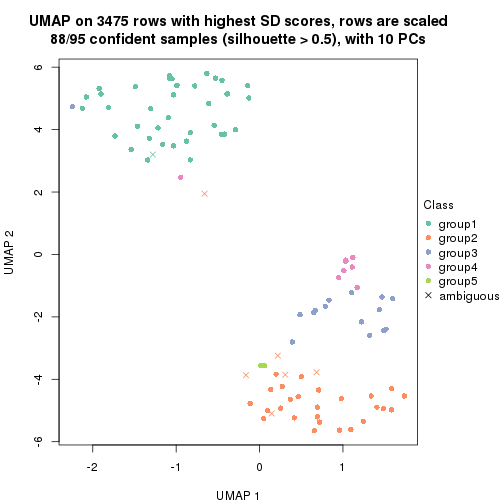 UMAP on 3475 rows with highest SD scores, rows are scaled
88/95 confident samples (silhouette > 0.5), with 10 PCs
6
4
2
0
-2
-4
-6
UMAP 2
-2
-1
0
1
UMAP 1
Class
group1
group2
group3
group4
group5
ambiguous